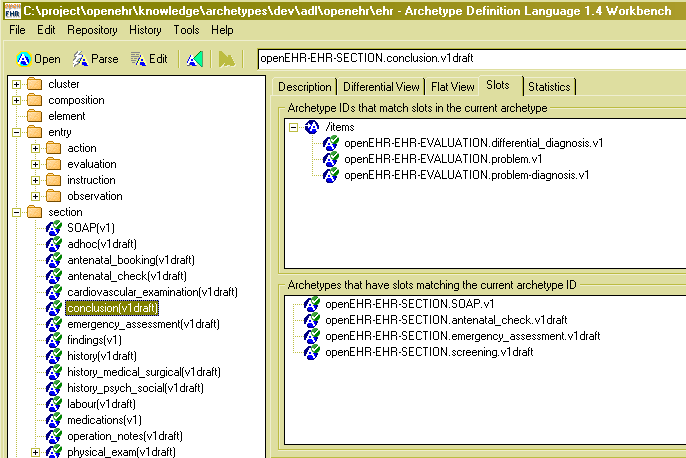 EHR C:\project\openehr\knowledge\archetypes\dev\adl\openehr\ehr - Archetype Definition Language 1.4 Workbench
File Edit Repository History Tools Help
Open Parse Edit openEHR-EHR-SECTION.conclusion.v1draft
Description Differential View Flat View Slots Statistics
cluster
composition
element
entry
action
evaluation
instruction
observation
section
SOAP(v1)
adhoc(v1draft)
antenatal_booking(v1draft)
antenatal_check(v1draft)
cardiovascular_examination(v1draft)
conclusion(v1draft)
emergency_assessment(v1draft)
findings(v1)
history(v1draft)
history_medical_surgical(v1draft)
history_psych_social(v1draft)
labour(v1draft)
medications(v1)
operation_notes(v1draft)
physical_exam(v1draft)
Archetype IDs that match slots in the current archetype
/items
openEHR-EHR-EVALUATION.differential_diagnosis.v1
openEHR-EHR-EVALUATION.problem.v1
openEHR-EHR-EVALUATION.problem-diagnosis.v1
Archetypes that have slots matching the current archetype ID
openEHR-EHR-SECTION.SOAP.v1
openEHR-EHR-SECTION.antenatal_check.v1draft
openEHR-EHR-SECTION.emergency_assessment.v1draft
openEHR-EHR-SECTION.screening.v1draft